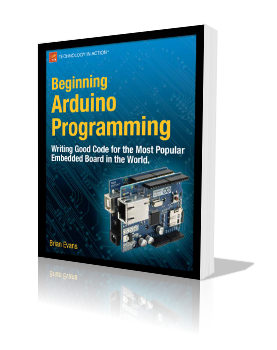 TECHNOLOGY IN ACTION™
Beginning
Arduino
Programming
Writing Good Code for the Most Popular
Embedded Board in the World.
Brian Evans